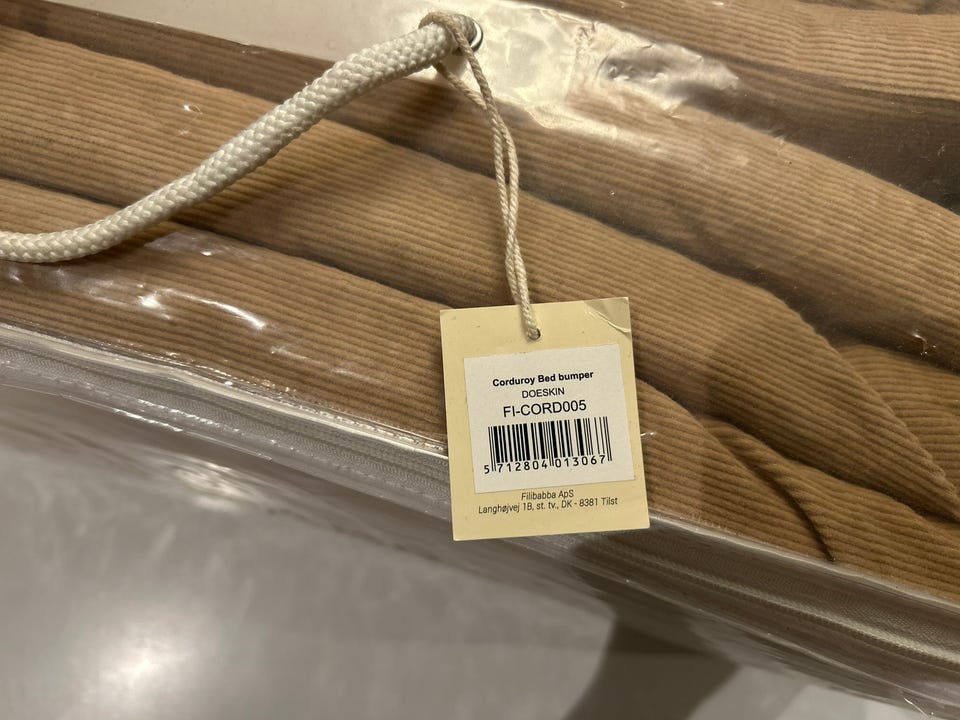 Corduroy Bed bumper
DOESKIN
FI-CORD005
5 712804 013067
Filibabba ApS
Langhøjvej 1B, st. tv., DK - 8381 Tilst